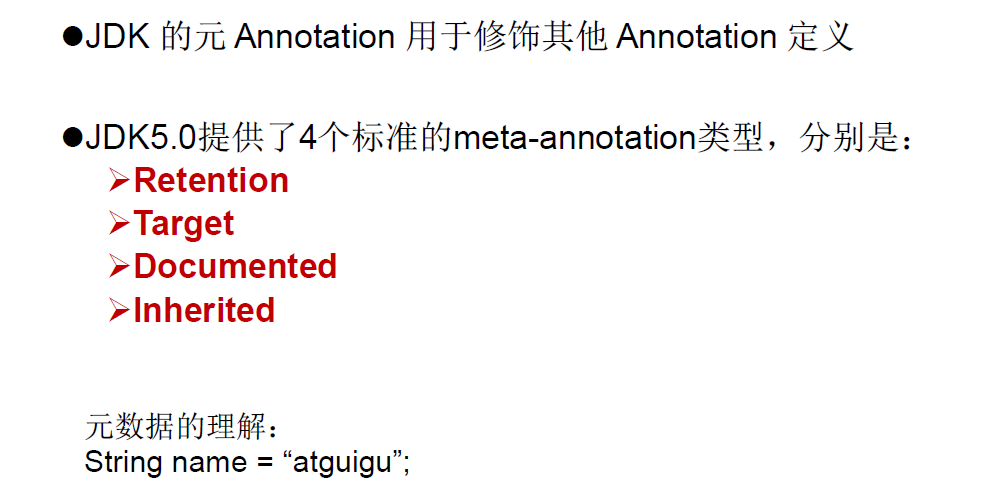 ●JDK 的元 Annotation 用于修饰其他 Annotation 定义
●JDK5.0提供了4个标准的meta-annotation类型，分别是：
➢Retention
➢Target
➢Documented
➢Inherited
元数据的理解：
String name = “atguigu”;